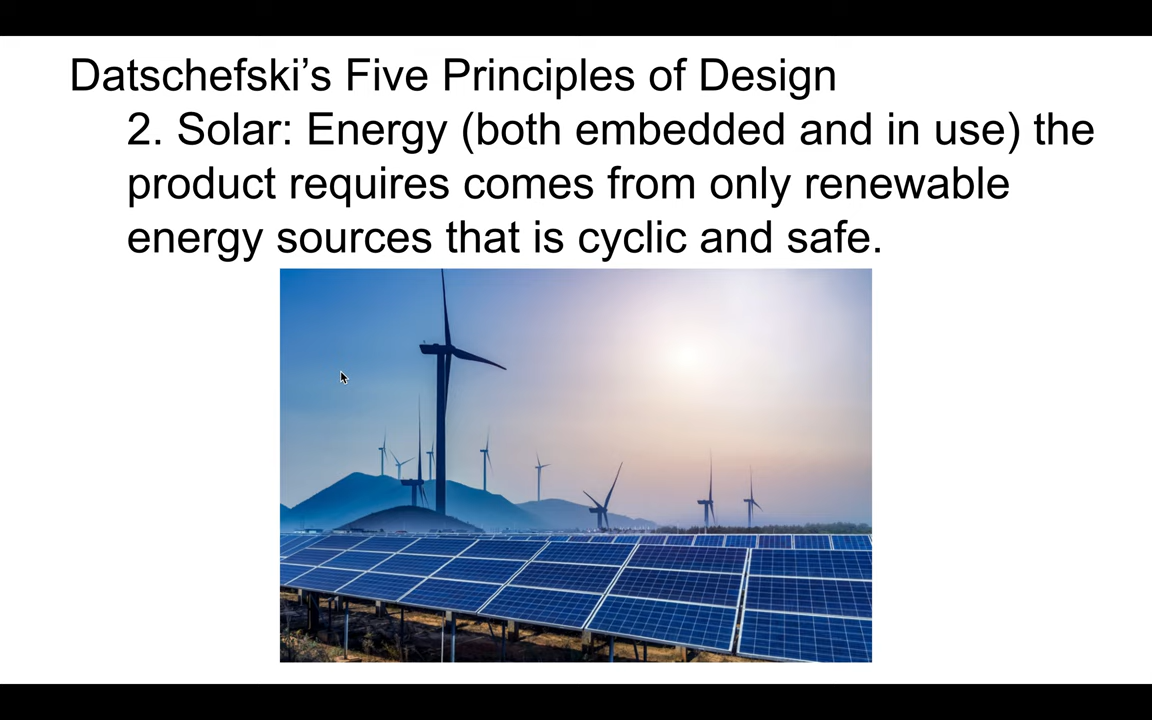 Datschefski’s Five Principles of Design
2. Solar: Energy (both embedded and in use) the
product requires comes from only renewable
energy sources that is cyclic and safe.